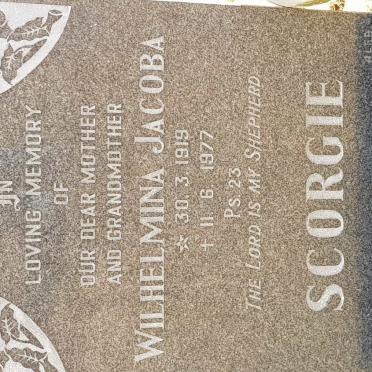 IN
LOVING MEMORY
OF
OUR DEAR MOTHER
AND GRANDMOTHER
WILHELMINA JACOBA
☆ 30. 3. 1919
+ 11. 6. 1977
Ps. 23
THE LORD IS MY SHEPHERD
SCORGIE